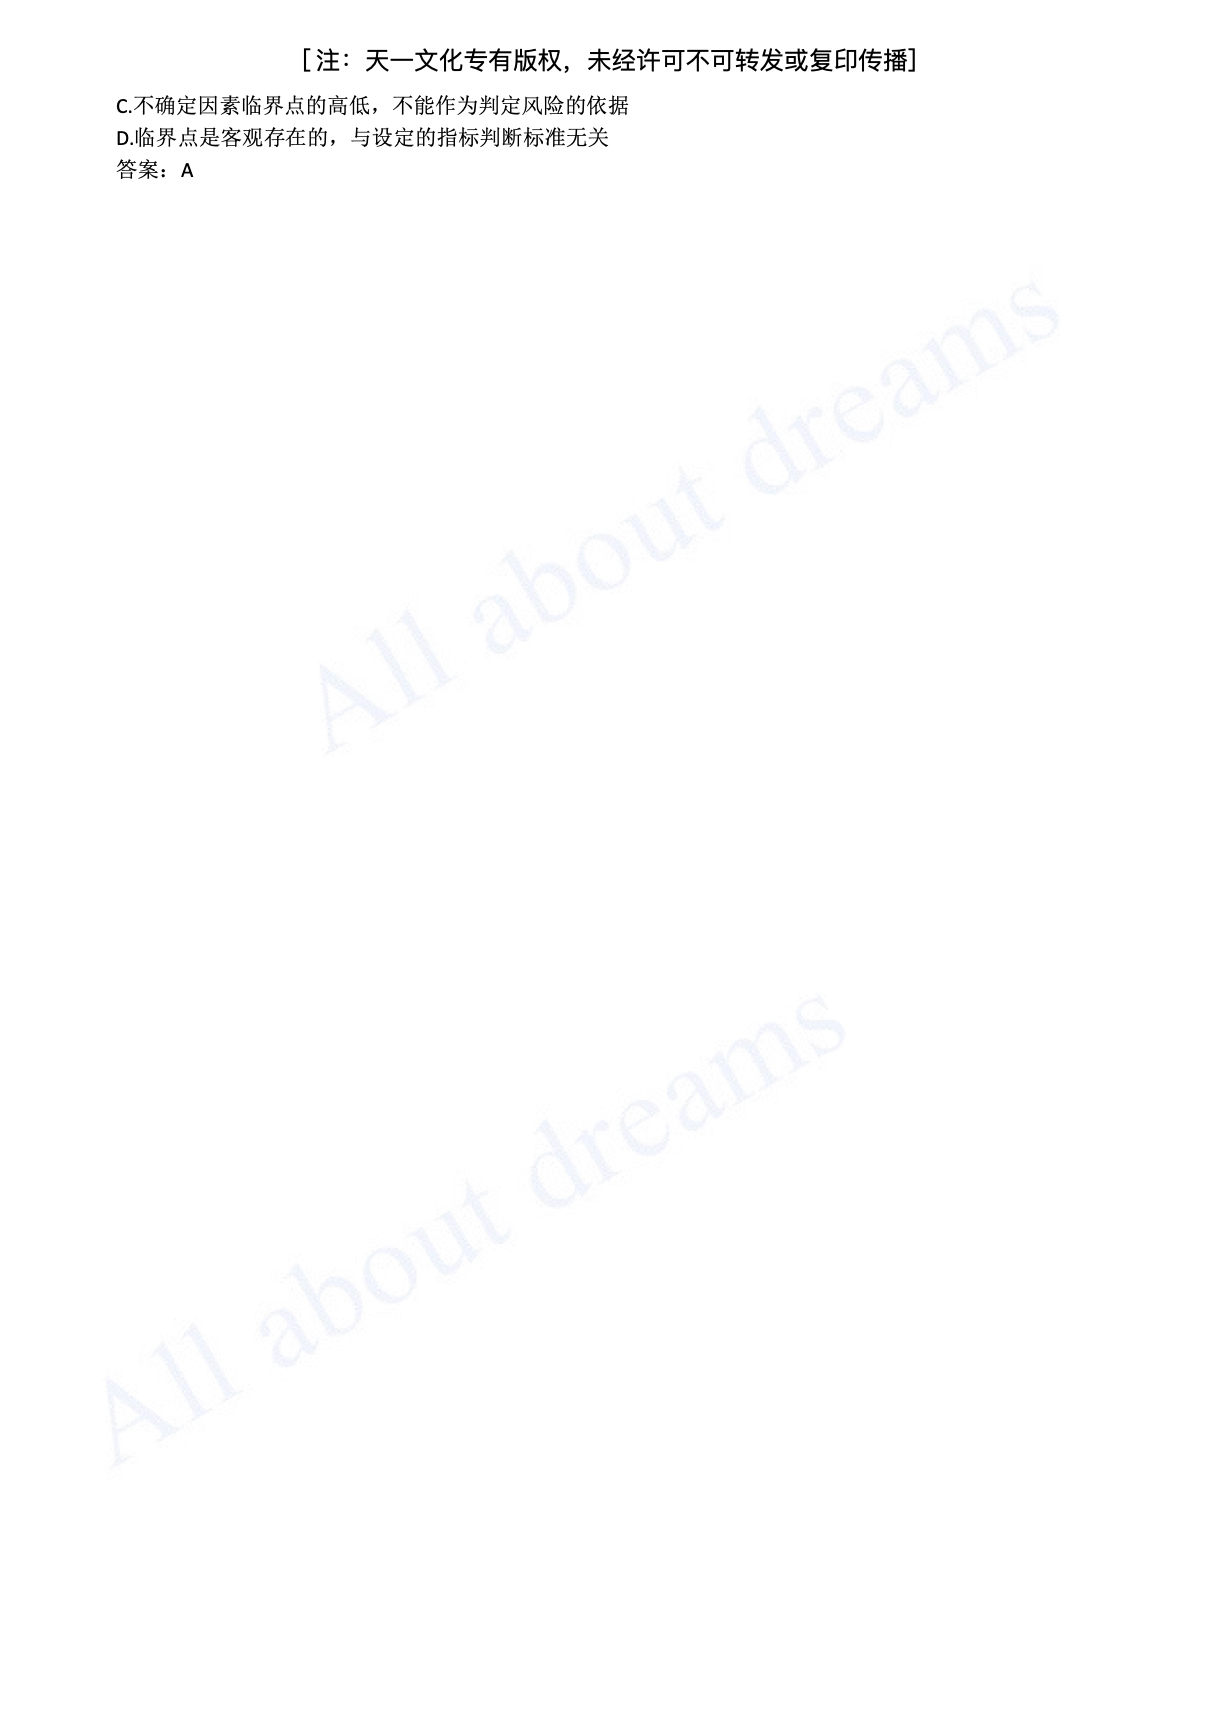 [ 注：天一文化专有版权，未经许可不可转发或复印传播]
C.不确定因素临界点的高低，不能作为判定风险的依据
D.临界点是客观存在的，与设定的指标判断标准无关
答案：A
All about dreams
All about dreams